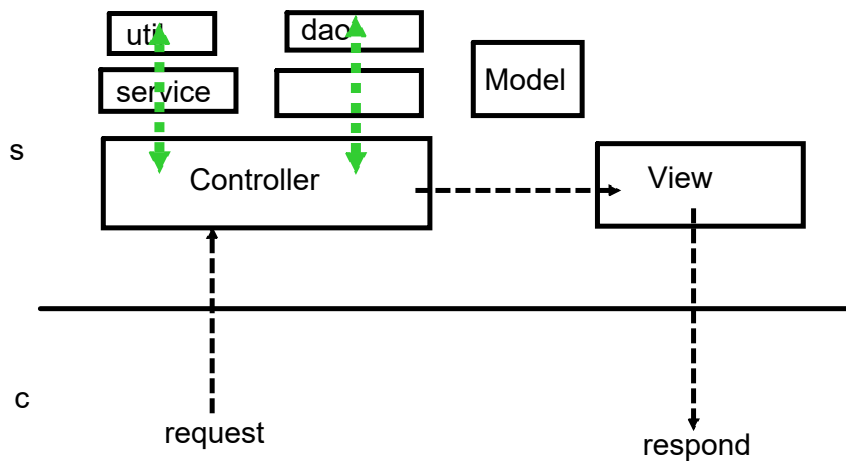 util
dao
service
Model
s
Controller
View
c
request
respond